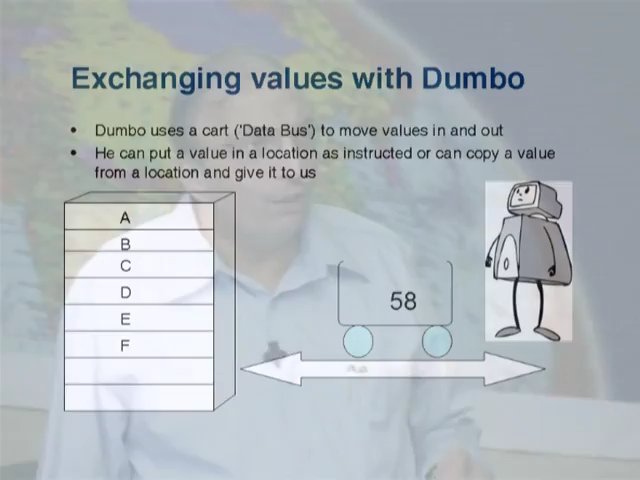 Exchanging values with Dumbo
• Dumbo uses a cart ('Data Bus') to move values in and out
• He can put a value in a location as instructed or can copy a value
from a location and give it to us
A
B
C
D
E
F
58